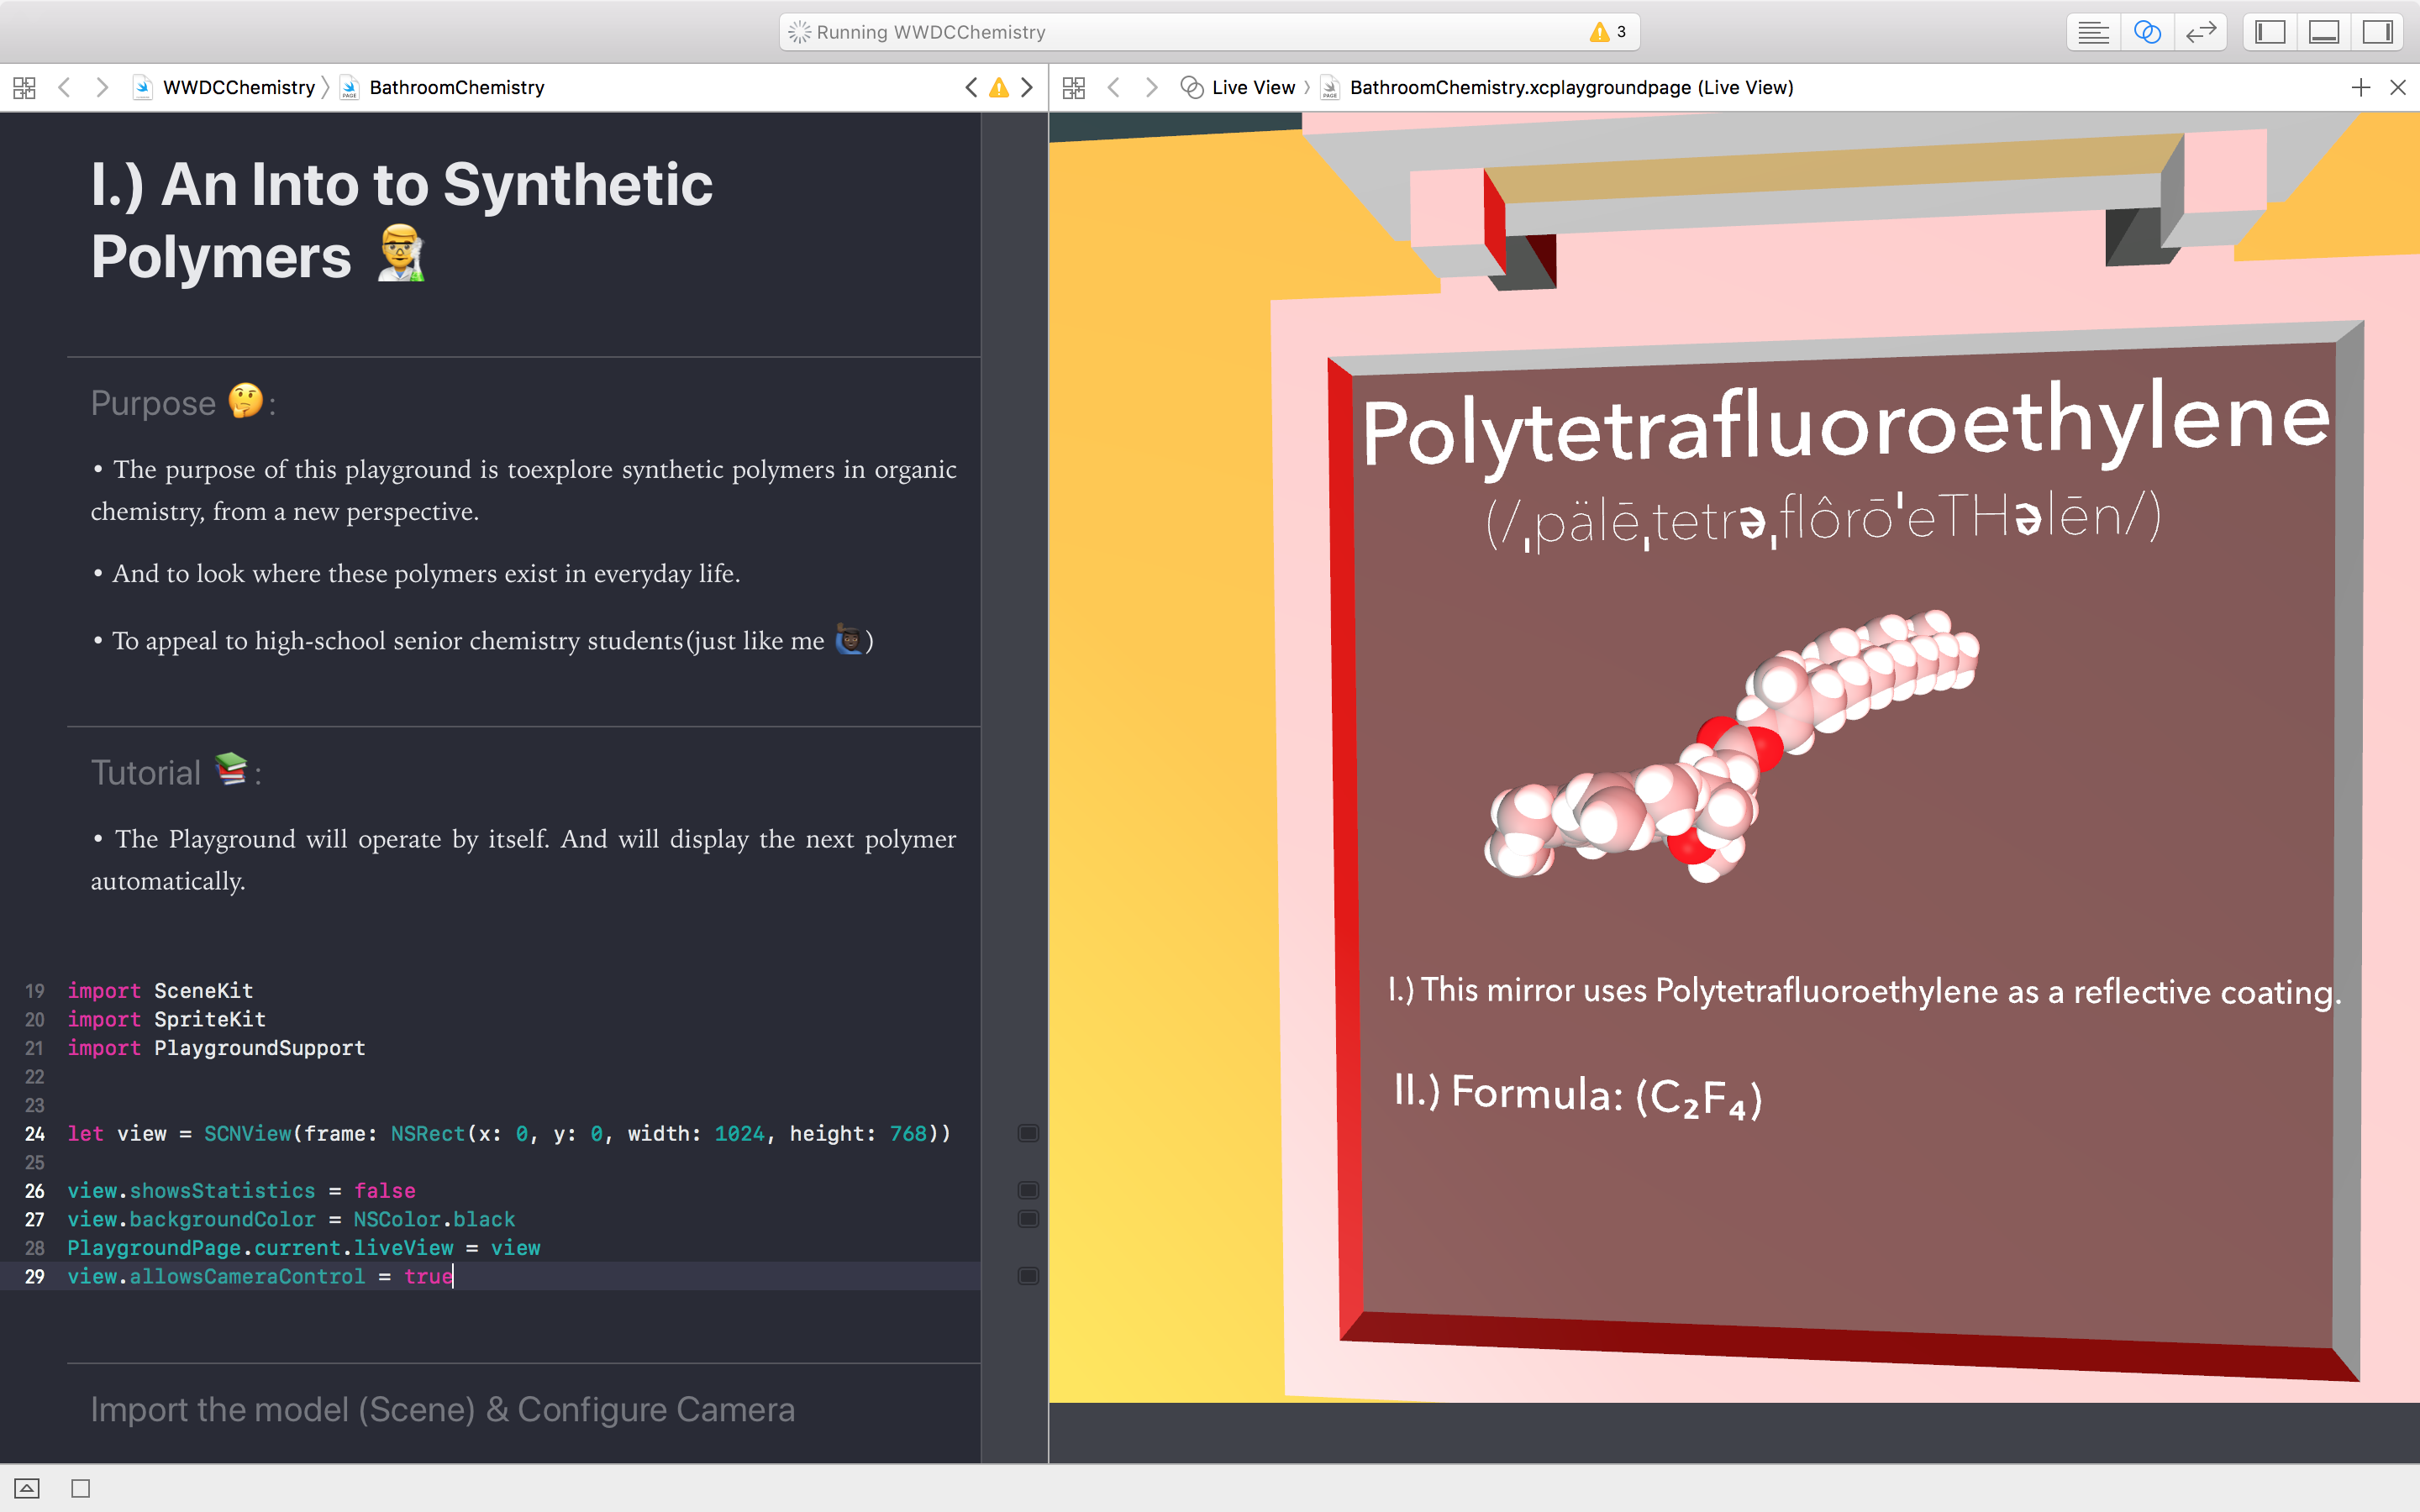 Running WWDCChemistry
3
WWDCChemistry
BathroomChemistry
Live View
BathroomChemistry.xcplaygroundpage (Live View)
I.) An Into to Synthetic
Polymers 👨‍🔬
Purpose 🤔:
• The purpose of this playground is toexplore synthetic polymers in organic
chemistry, from a new perspective.
• And to look where these polymers exist in everyday life.
• To appeal to high-school senior chemistry students(just like me 🙋🏿‍♂️)
Tutorial 📚:
• The Playground will operate by itself. And will display the next polymer
automatically.
19 import SceneKit
20 import SpriteKit
21 import PlaygroundSupport
22
23
24 let view = SCNView(frame: NSRect(x: 0, y: 0, width: 1024, height: 768))
25
26 view.showsStatistics = false
27 view.backgroundColor = NSColor.black
28 PlaygroundPage.current.liveView = view
29 view.allowsCameraControl = true
Import the model (Scene) & Configure Camera
Polytetrafluoroethylene
(/ˌpälēˌtetrəˌflôrōˈeTHəlēn/)
I.) This mirror uses Polytetrafluoroethylene as a reflective coating.
II.) Formula: (C₂F₄)